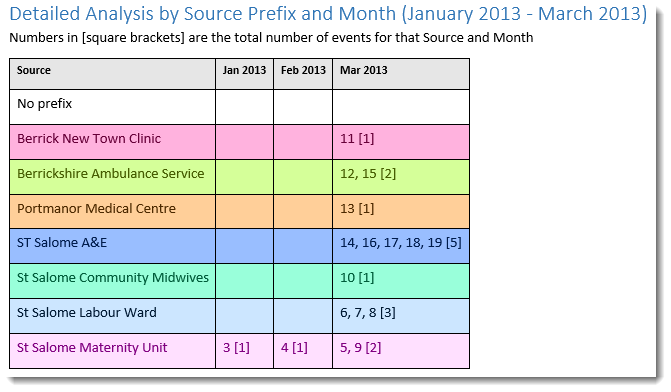 Detailed Analysis by Source Prefix and Month (January 2013 - March 2013)
Numbers in [square brackets] are the total number of events for that Source and Month
Source Jan 2013 Feb 2013 Mar 2013
No prefix
Berrick New Town Clinic 11 [1]
Berrickshire Ambulance Service 12, 15 [2]
Portmanor Medical Centre 13 [1]
ST Salome A&E 14, 16, 17, 18, 19 [5]
St Salome Community Midwives 10 [1]
St Salome Labour Ward 6, 7, 8 [3]
St Salome Maternity Unit 3 [1] 4 [1] 5, 9 [2]